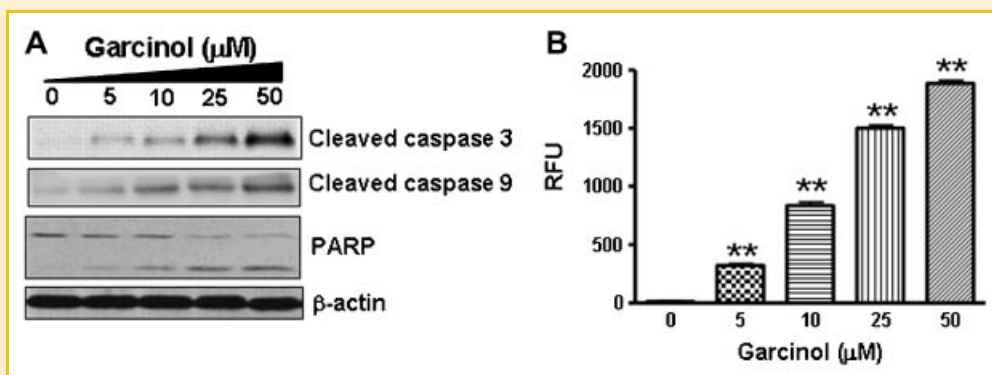 A
Garcinol (μM)
0 5 10 25 50
Cleaved caspase 3
Cleaved caspase 9
PARP
β-actin
B
RFU
2000
1500
1000
500
0
** ** ** **
0 5 10 25 50
Garcinol (μM)